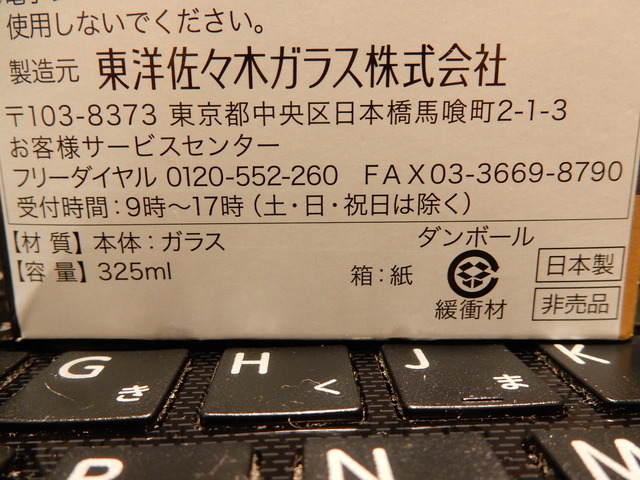 使用しないでください。
製造元 東洋佐々木ガラス株式会社
〒103-8373 東京都中央区日本橋馬喰町2-1-3
お客様サービスセンター
フリーダイヤル 0120-552-260 FAX03-3669-8790
受付時間：9時〜17時（土・日・祝日は除く）
【材 質】本体：ガラス
【容 量】325ml
箱：紙
ダンボール
緩衝材
日本製
非売品
G き
H く
J ま
K
N
M